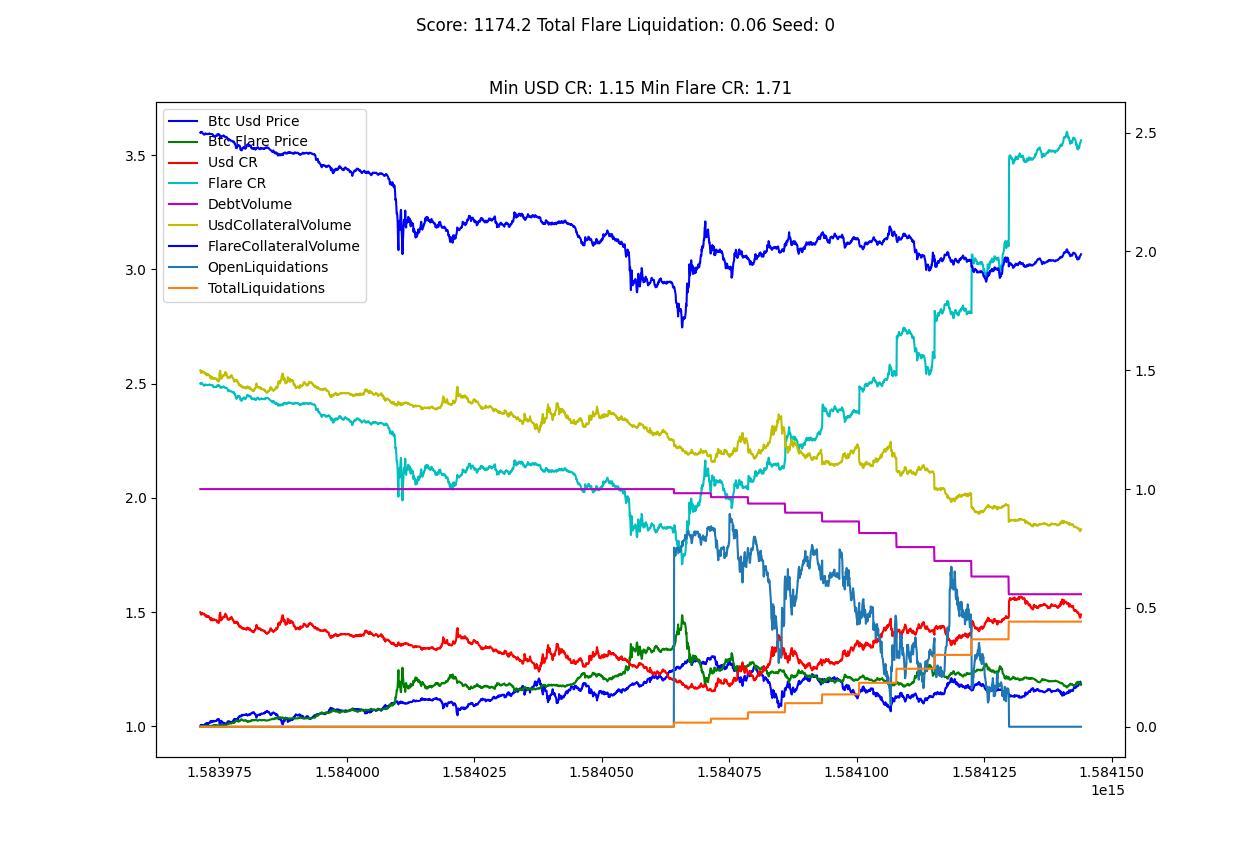 Score: 1174.2 Total Flare Liquidation: 0.06 Seed: 0
Min USD CR: 1.15 Min Flare CR: 1.71
Btc Usd Price
Btc Flare Price
Usd CR
Flare CR
DebtVolume
UsdCollateralVolume
FlareCollateralVolume
OpenLiquidations
TotalLiquidations
3.5
3.0
2.5
2.0
1.5
1.0
2.5
2.0
1.5
1.0
0.5
0.0
1.583975 1.584000 1.584025 1.584050 1.584075 1.584100 1.584125 1.584150
1e15